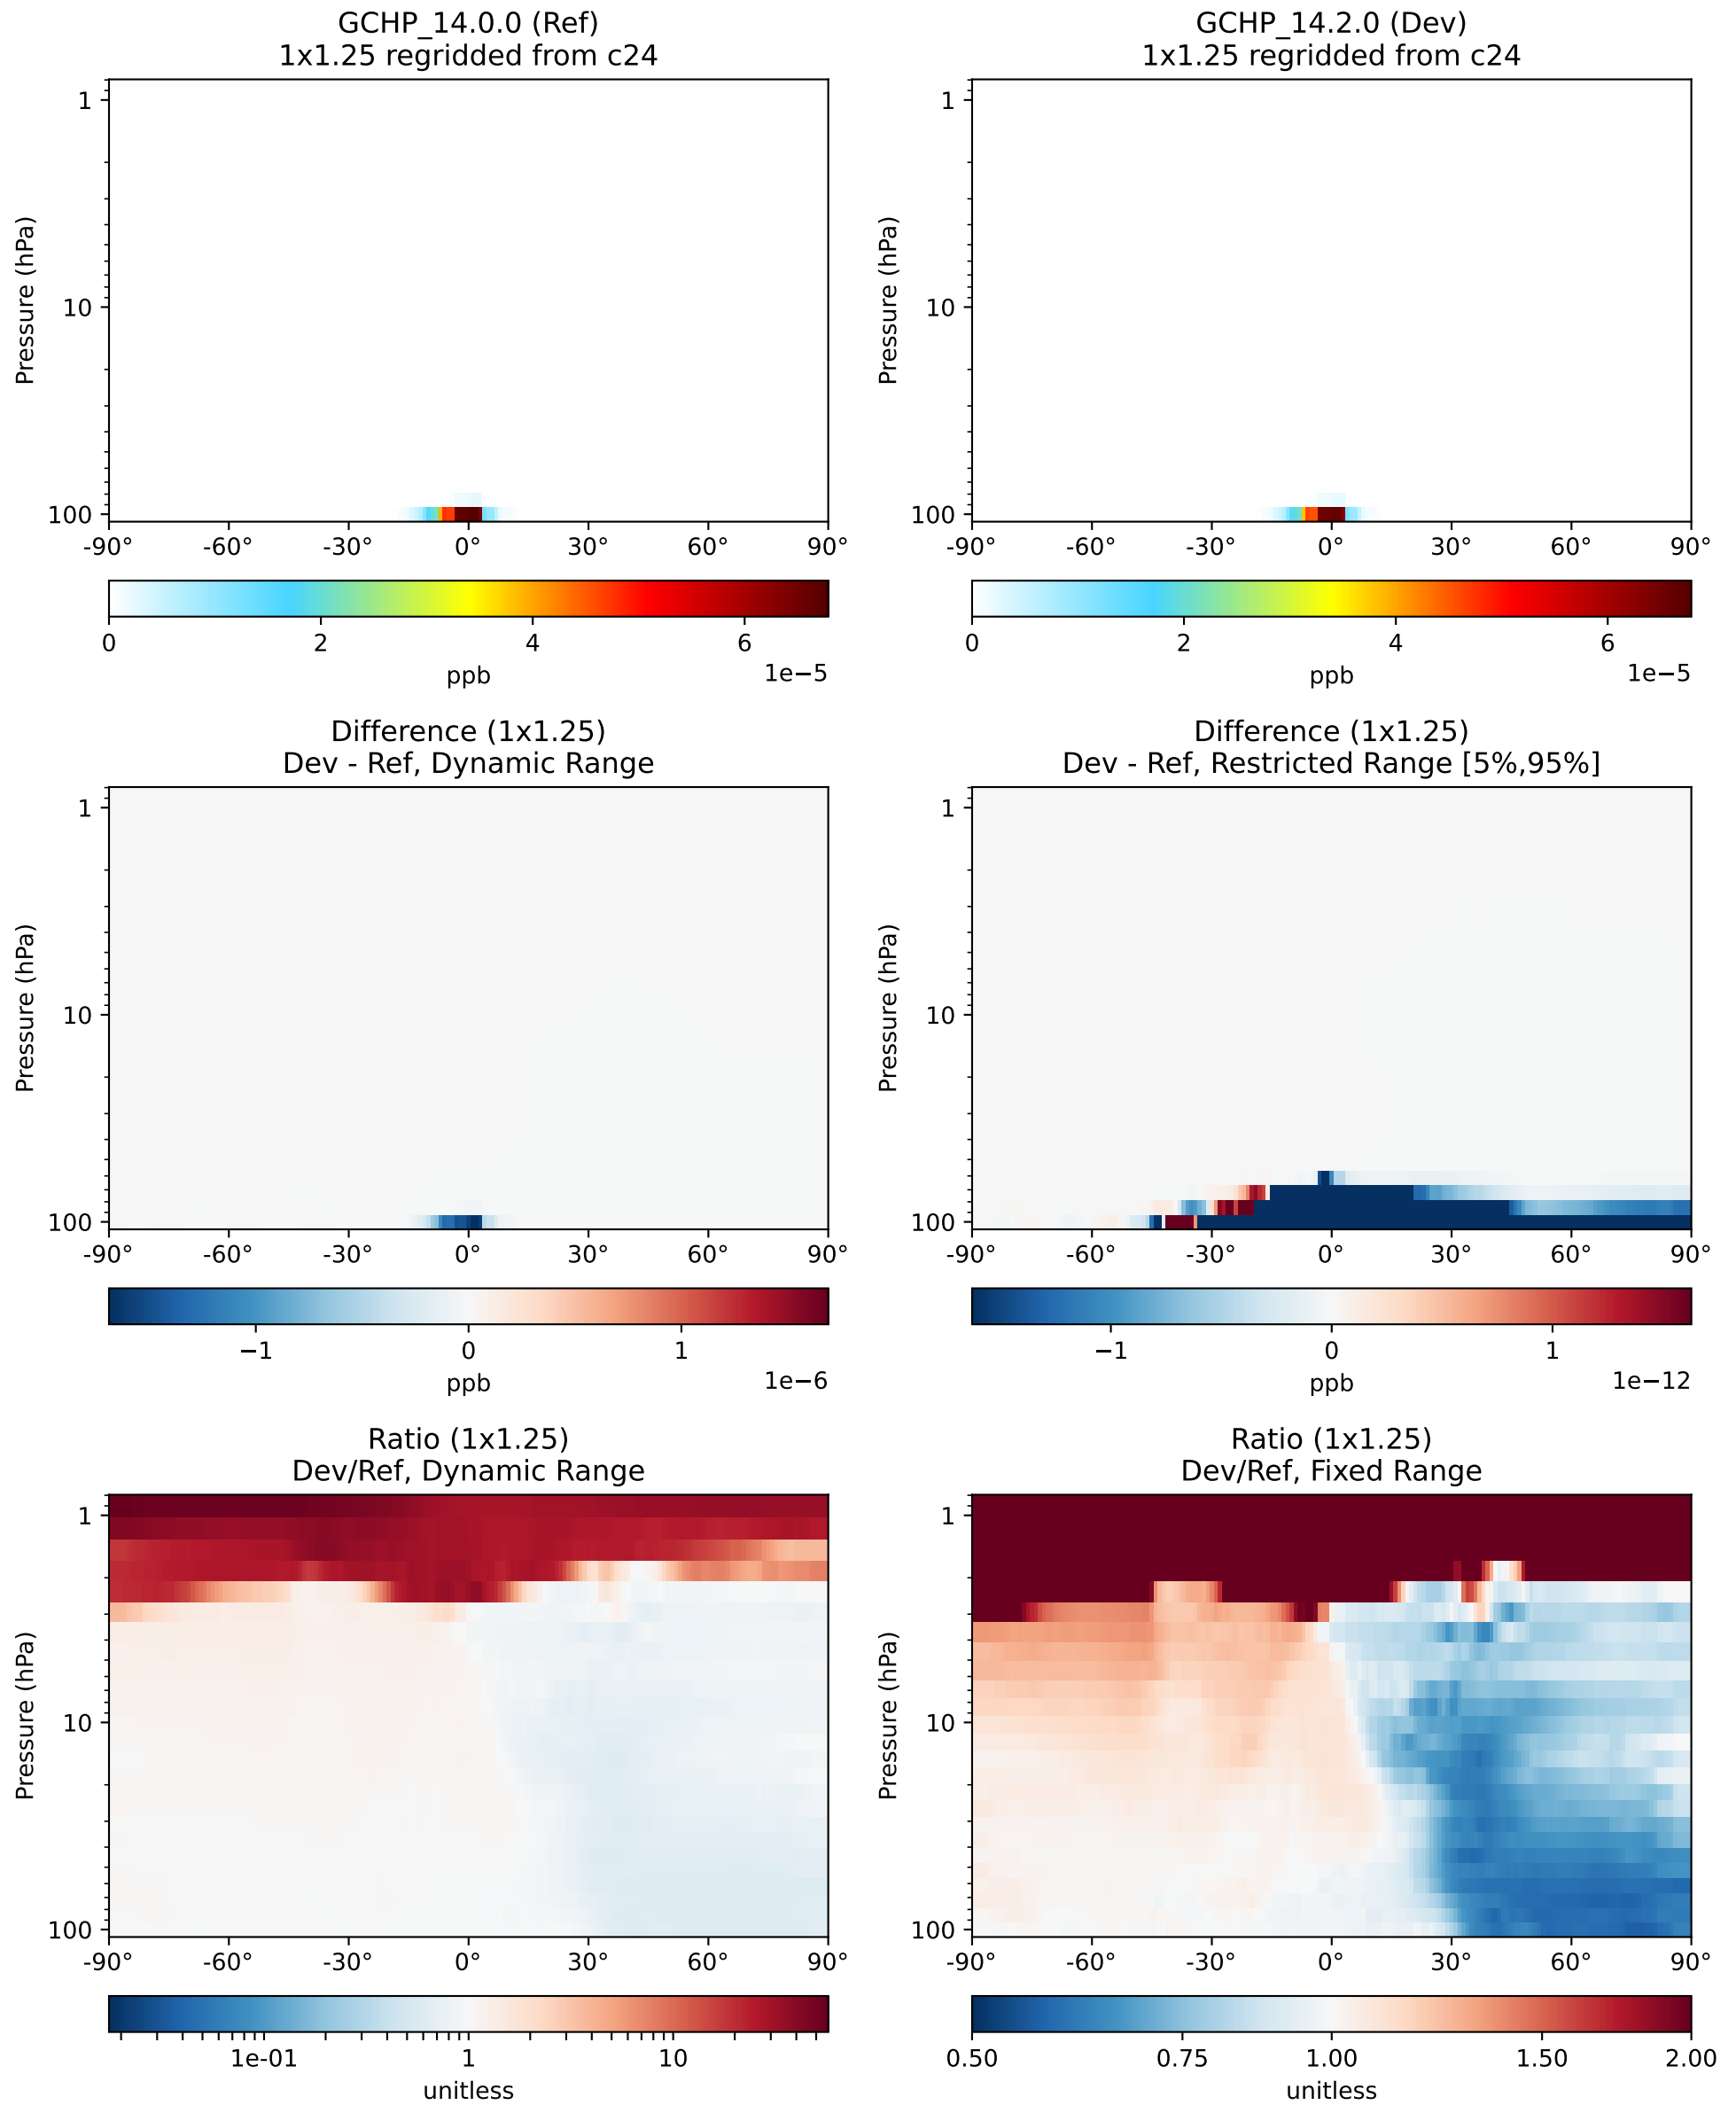 GCHP_14.0.0 (Ref)
1x1.25 regridded from c24
Pressure (hPa)
1
10
100
-90° -60° -30° 0° 30° 60° 90°
0 2 4 6
1e−5
ppb
GCHP_14.2.0 (Dev)
1x1.25 regridded from c24
Pressure (hPa)
1
10
100
-90° -60° -30° 0° 30° 60° 90°
0 2 4 6
1e−5
ppb
Difference (1x1.25)
Dev - Ref, Dynamic Range
Pressure (hPa)
1
10
100
-90° -60° -30° 0° 30° 60° 90°
−1 0 1
1e−6
ppb
Difference (1x1.25)
Dev - Ref, Restricted Range [5%,95%]
Pressure (hPa)
1
10
100
-90° -60° -30° 0° 30° 60° 90°
−1 0 1
1e−12
ppb
Ratio (1x1.25)
Dev/Ref, Dynamic Range
Pressure (hPa)
1
10
100
-90° -60° -30° 0° 30° 60° 90°
1e-01 1 10
unitless
Ratio (1x1.25)
Dev/Ref, Fixed Range
Pressure (hPa)
1
10
100
-90° -60° -30° 0° 30° 60° 90°
0.50 0.75 1.00 1.50 2.00
unitless